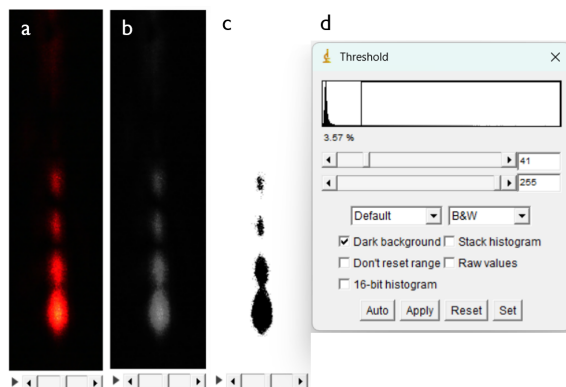 a b c d
Threshold
3.57 %
41
255
Default B&W
Dark background Stack histogram
Don't reset range Raw values
16-bit histogram
Auto Apply Reset Set